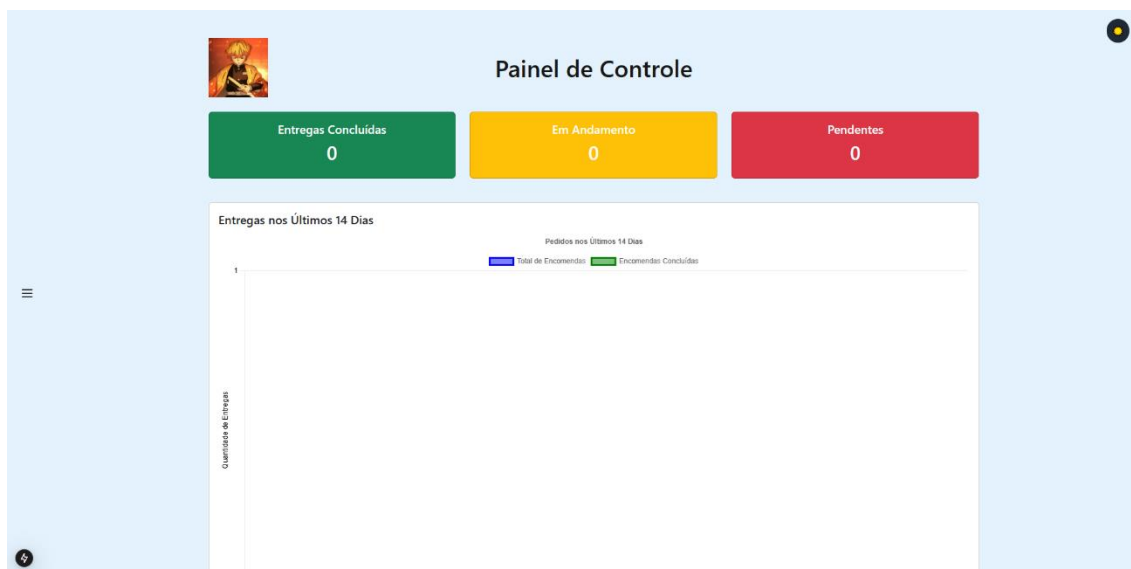 Painel de Controle
Entregas Concluídas
0
Em Andamento
0
Pendentes
0
Entregas nos Últimos 14 Dias
Pedidos nos Últimos 14 Dias
Total de Encomendas
Encomendas Concluídas
1
Quantidade de Entregas